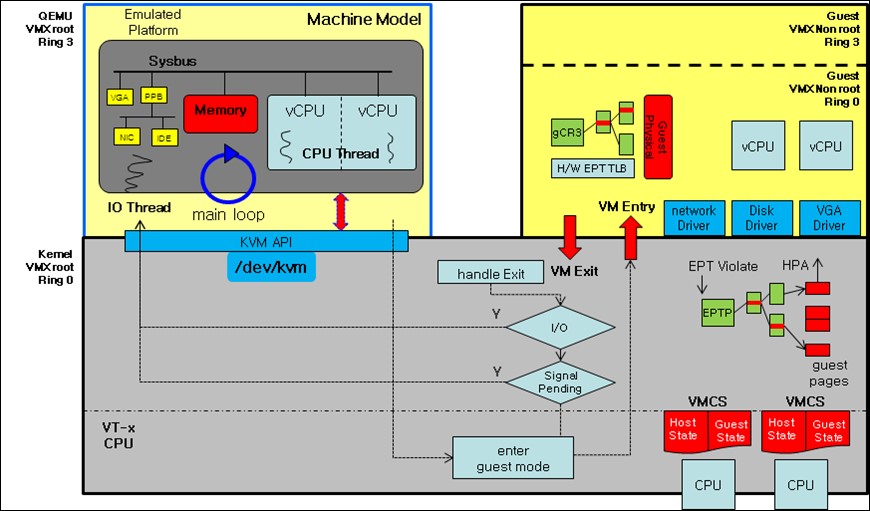 QEMU
VMX root
Ring 3
Emulated
Platform
Machine Model
Sysbus
VGA
PPB
NIC
IDE
Memory
vCPU
vCPU
CPU Thread
IO Thread
main loop
Guest
VMX Non root
Ring 3
Guest
VMX Non root
Ring 0
gCR3
Guest
Physical
H/W EPT TLB
vCPU
vCPU
VM Entry
network
Driver
Disk
Driver
VGA
Driver
Kernel
VMX root
Ring 0
KVM API
/dev/kvm
handle Exit
VM Exit
Y
I/O
Y
Signal
Pending
EPT Violate
HPA
EPTP
guest
pages
VT-x
CPU
enter
guest mode
VMCS
VMCS
Host
State
Guest
State
Host
State
Guest
State
CPU
CPU